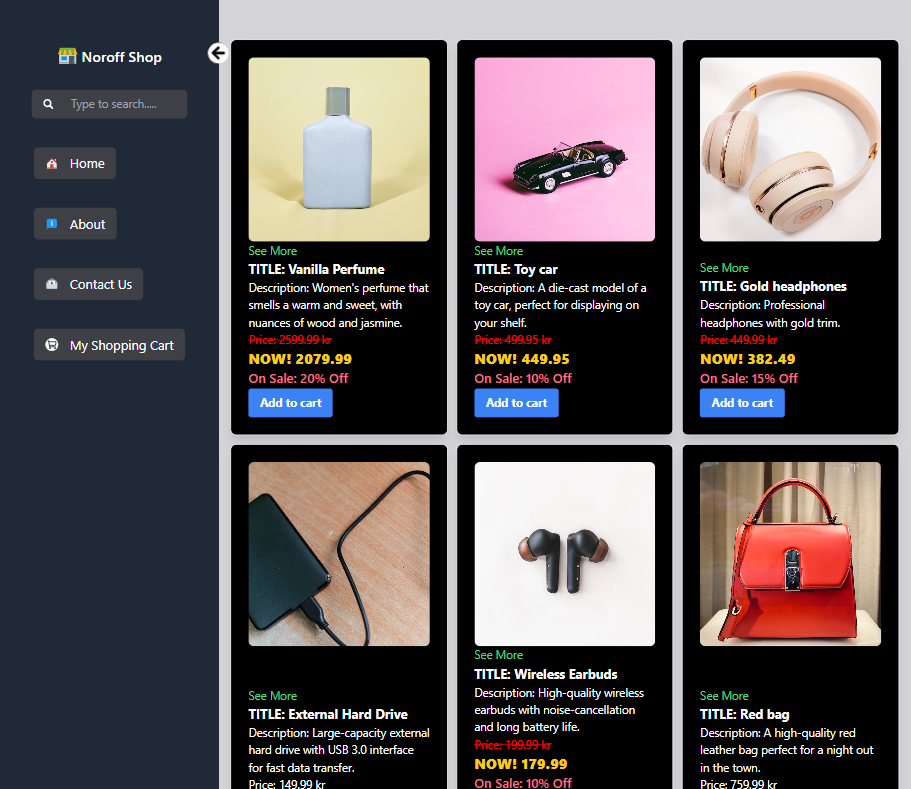 Noroff Shop
Type to search.....
Home
About
Contact Us
My Shopping Cart
See More
TITLE: Vanilla Perfume
Description: Women's perfume that
smells a warm and sweet, with
nuances of wood and jasmine.
Price: 2599.99 kr
NOW! 2079.99
On Sale: 20% Off
Add to cart
See More
TITLE: Toy car
Description: A die-cast model of a
toy car, perfect for displaying on
your shelf.
Price: 499.95 kr
NOW! 449.95
On Sale: 10% Off
Add to cart
See More
TITLE: Gold headphones
Description: Professional
headphones with gold trim.
Price: 449.99 kr
NOW! 382.49
On Sale: 15% Off
Add to cart
See More
TITLE: External Hard Drive
Description: Large-capacity external
hard drive with USB 3.0 interface
for fast data transfer.
Price: 149.99 kr
See More
TITLE: Wireless Earbuds
Description: High-quality wireless
earbuds with noise-cancellation
and long battery life.
Price: 199.99 kr
NOW! 179.99
On Sale: 10% Off
See More
TITLE: Red bag
Description: A high-quality red
leather bag perfect for a night out
in the town.
Price: 759.99 kr